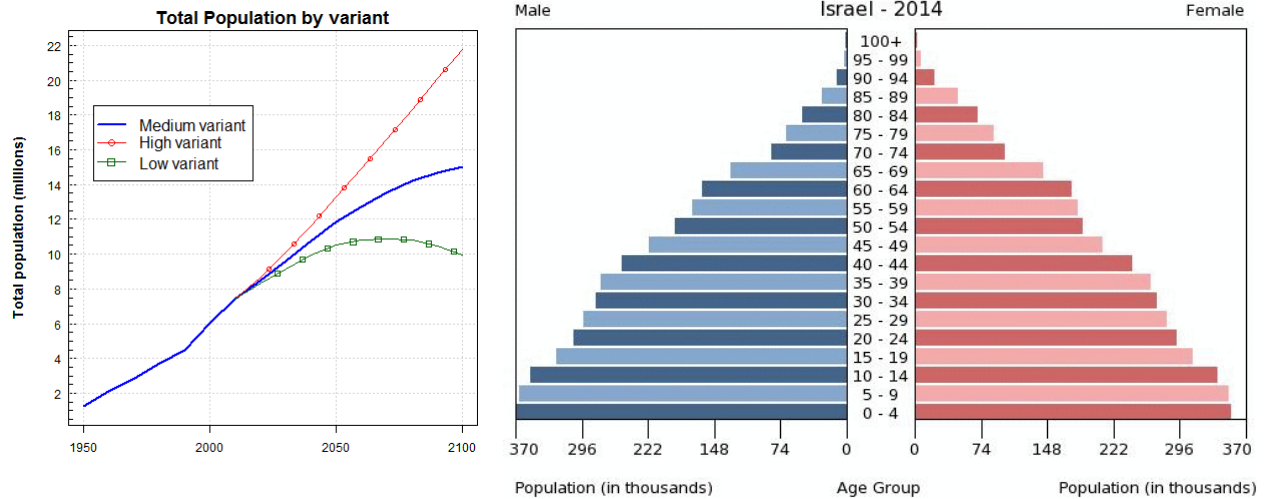 Total Population by variant
Total population (millions)
22
20
18
16
14
12
10
8
6
4
2
Medium variant
High variant
Low variant
1950
2000
2050
2100
Male
Israel - 2014
Female
100+
95 - 99
90 - 94
85 - 89
80 - 84
75 - 79
70 - 74
65 - 69
60 - 64
55 - 59
50 - 54
45 - 49
40 - 44
35 - 39
30 - 34
25 - 29
20 - 24
15 - 19
10 - 14
5 - 9
0 - 4
370 296 222 148 74 0
0 74 148 222 296 370
Population (in thousands)
Age Group
Population (in thousands)